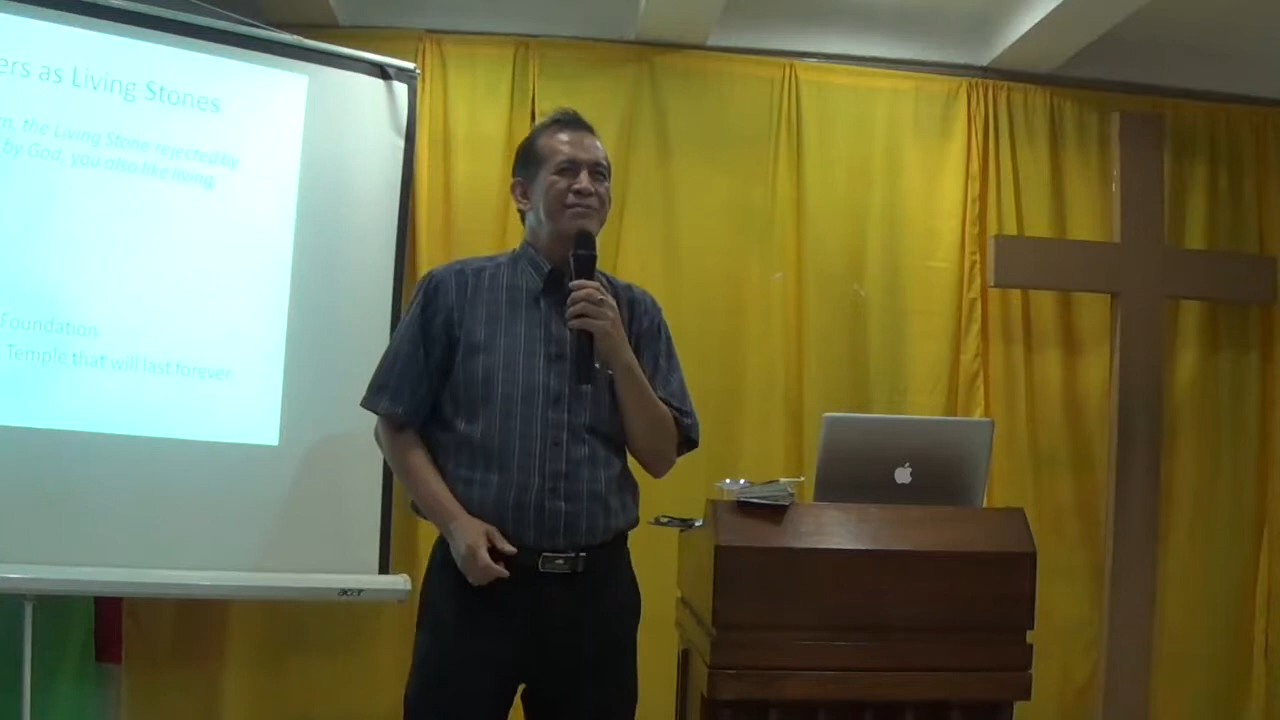 ers as Living Stones
m, the Living Stone rejected by
by God, you also like living
Foundation
Temple that will last forever
acer